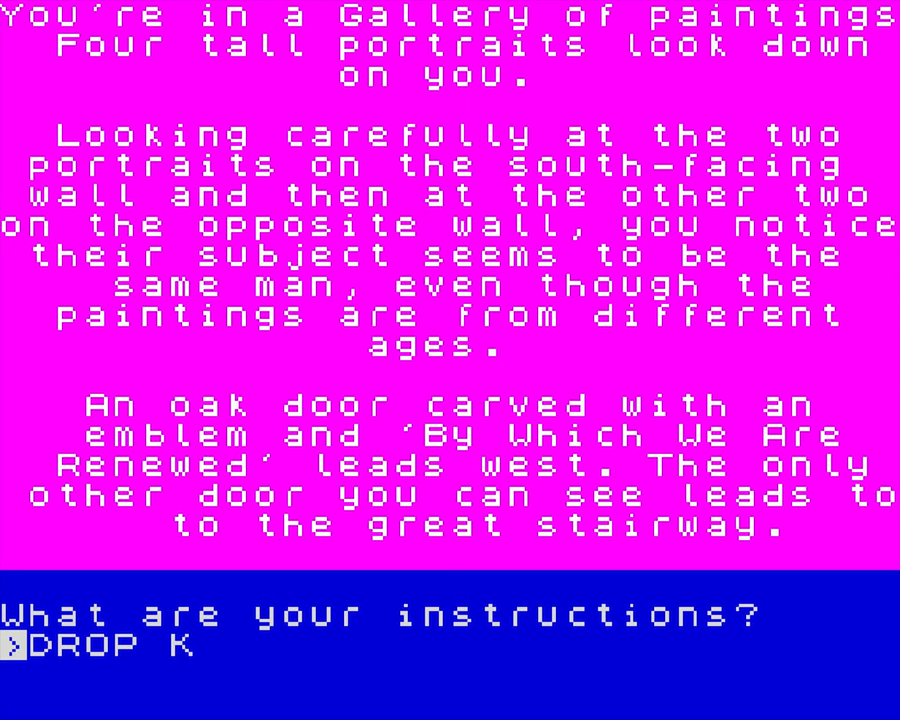 You're in a Gallery of paintings
Four tall portraits look down
on you.
Looking carefully at the two
portraits on the south-facing
wall and then at the other two
on the opposite wall, you notice
their subject seems to be the
same man, even though the
paintings are from different
ages.
An oak door carved with an
emblem and 'By Which We Are
Renewed' leads west. The only
other door you can see leads to
to the great stairway.
What are your instructions?
>DROP K